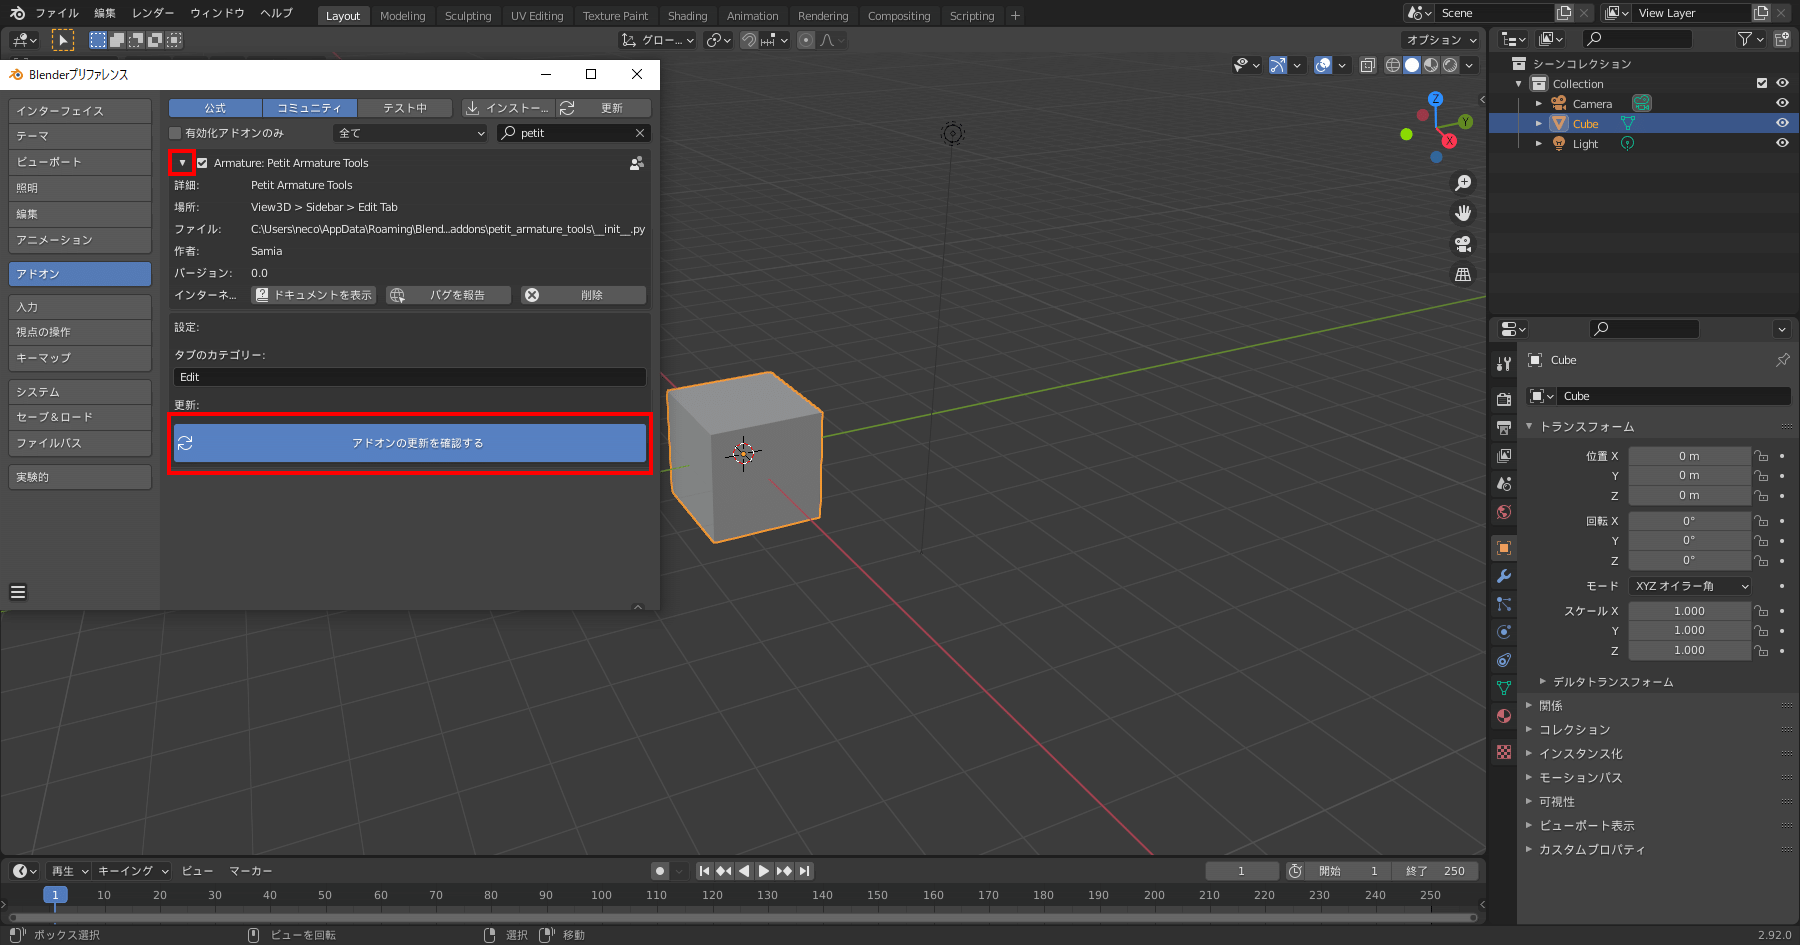 ファイル 編集 レンダー ウィンドウ ヘルプ Layout Modeling Sculpting UV Editing Texture Paint Shading Animation Rendering Compositing Scripting + Scene View Layer
グロー... オプション
Blenderプリファレンス
インターフェイス
テーマ
ビューポート
照明
編集
アニメーション
アドオン
入力
視点の操作
キーマップ
システム
セーブ＆ロード
ファイルパス
実験的
公式 コミュニティ テスト中 インストー... 更新
有効化アドオンのみ 全て petit
Armature: Petit Armature Tools
詳細: Petit Armature Tools
場所: View3D > Sidebar > Edit Tab
ファイル: C:\Users\neco\AppData\Roaming\Blend...addons\petit_armature_tools\__init__.py
作者: Samia
バージョン: 0.0
インターネ... ドキュメントを表示 バグを報告 削除
設定:
タブのカテゴリー:
Edit
更新:
アドオンの更新を確認する
Z
Y
X
シーンコレクション
Collection
Camera
Cube
Light
Cube
Cube
トランスフォーム
位置 X 0 m
Y 0 m
Z 0 m
回転 X 0°
Y 0°
Z 0°
モード XYZ オイラー角
スケール X 1.000
Y 1.000
Z 1.000
デルタトランスフォーム
関係
コレクション
インスタンス化
モーションパス
可視性
ビューポート表示
カスタムプロパティ
再生 キーイング ビュー マーカー 1 開始 1 終了 250
1 10 20 30 40 50 60 70 80 90 100 110 120 130 140 150 160 170 180 190 200 210 220 230 240 250
ボックス選択 ビューを回転 選択 移動 2.92.0